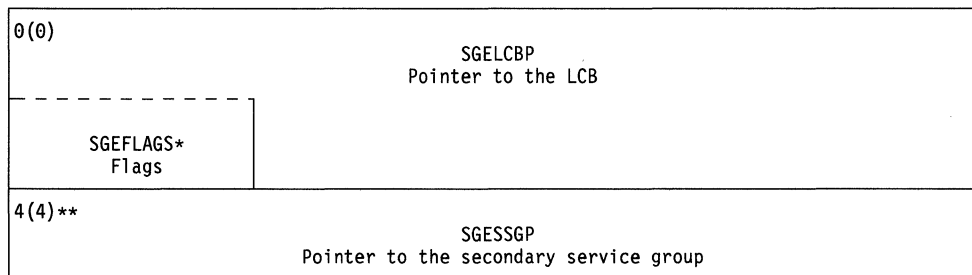 0(0)
SGELCBP
Pointer to the LCB
SGEFLAGS*
Flags
4(4)**
SGESSGP
Pointer to the secondary service group